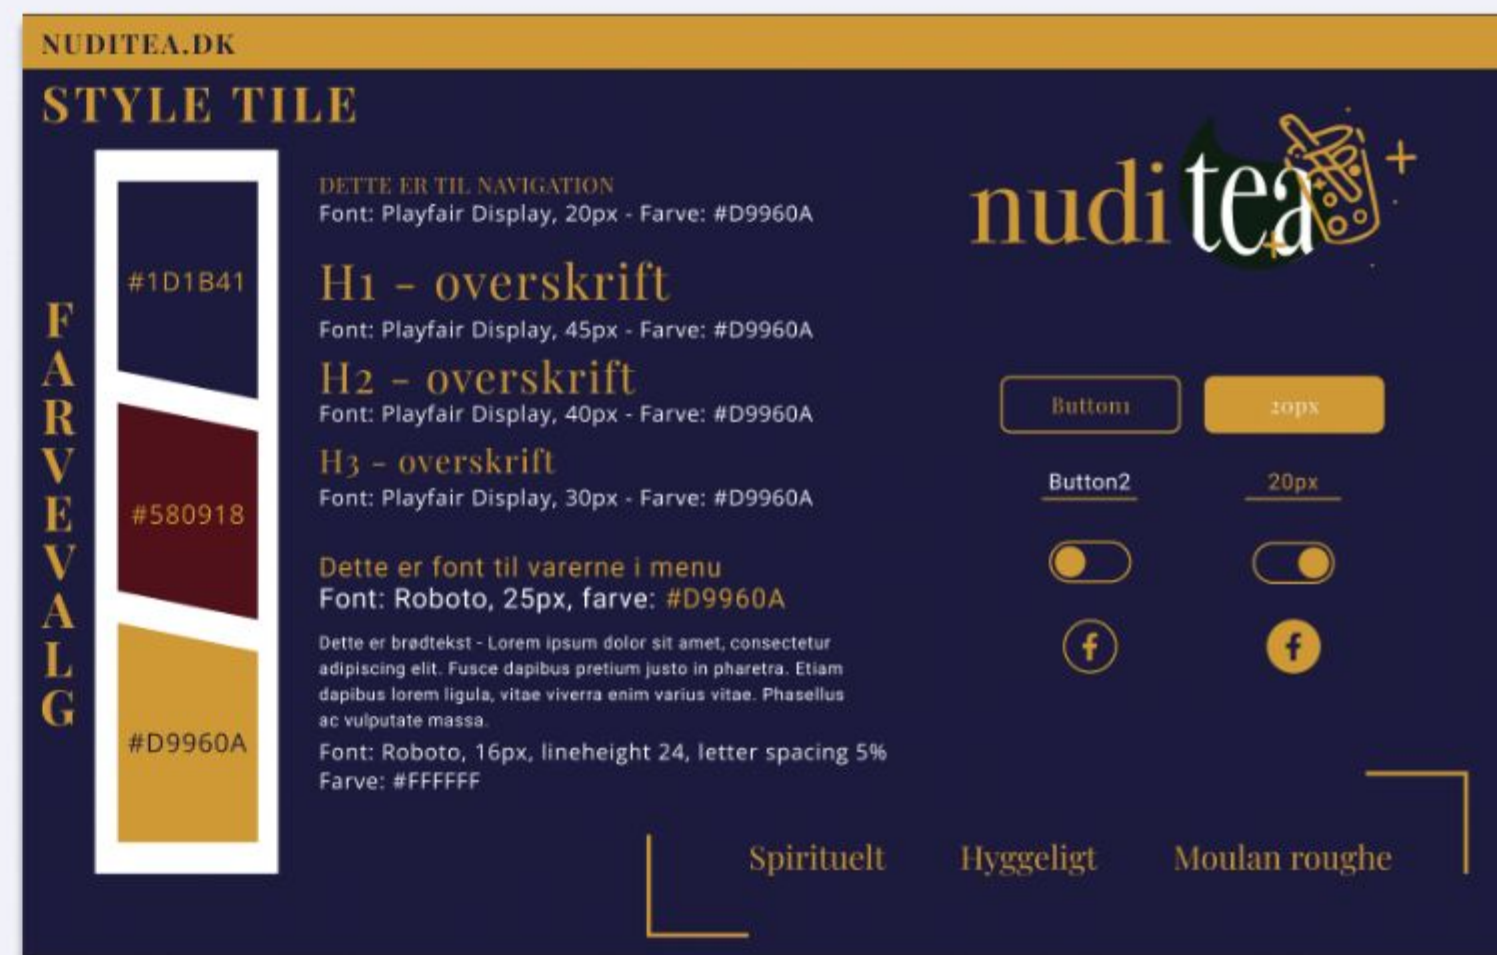 NUDITEA.DK
STYLE TILE
FARVEVALG
#1D1B41
#580918
#D9960A
DETTE ER TIL NAVIGATION
Font: Playfair Display, 20px - Farve: #D9960A
H1 - overskrift
Font: Playfair Display, 45px - Farve: #D9960A
H2 - overskrift
Font: Playfair Display, 40px - Farve: #D9960A
H3 - overskrift
Font: Playfair Display, 30px - Farve: #D9960A
Dette er font til varerne i menu
Font: Roboto, 25px, farve: #D9960A
Dette er brødtekst - Lorem ipsum dolor sit amet, consectetur
adipiscing elit. Fusce dapibus pretium justo in pharetra. Etiam
dapibus lorem ligula, vitae viverra enim varius vitae. Phasellus
ac vulputate massa.
Font: Roboto, 16px, lineheight 24, letter spacing 5%
Farve: #FFFFFF
nuditea
Button1 20px
Button2 20px
f f
Spirituelt Hyggeligt Moulan roughe